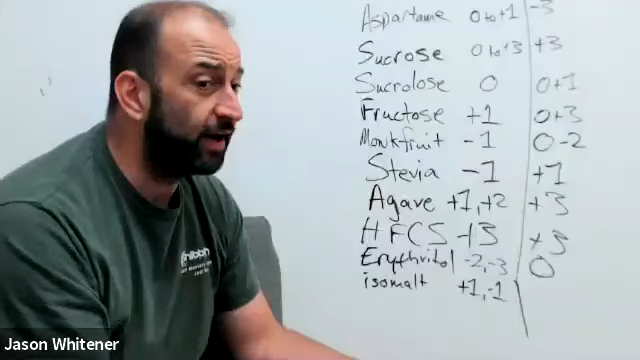 Aspartame 0 to +1 -3
Sucrose 0 to +3 +3
Sucrolose 0 0+1
Fructose +1 0+3
Monkfruit -1 0-2
Stevia -1 +1
Agave +1,+2 +3
HFCS +3 +3
Erythritol -2,-3 0
isomalt +1,-1
Jason Whitener